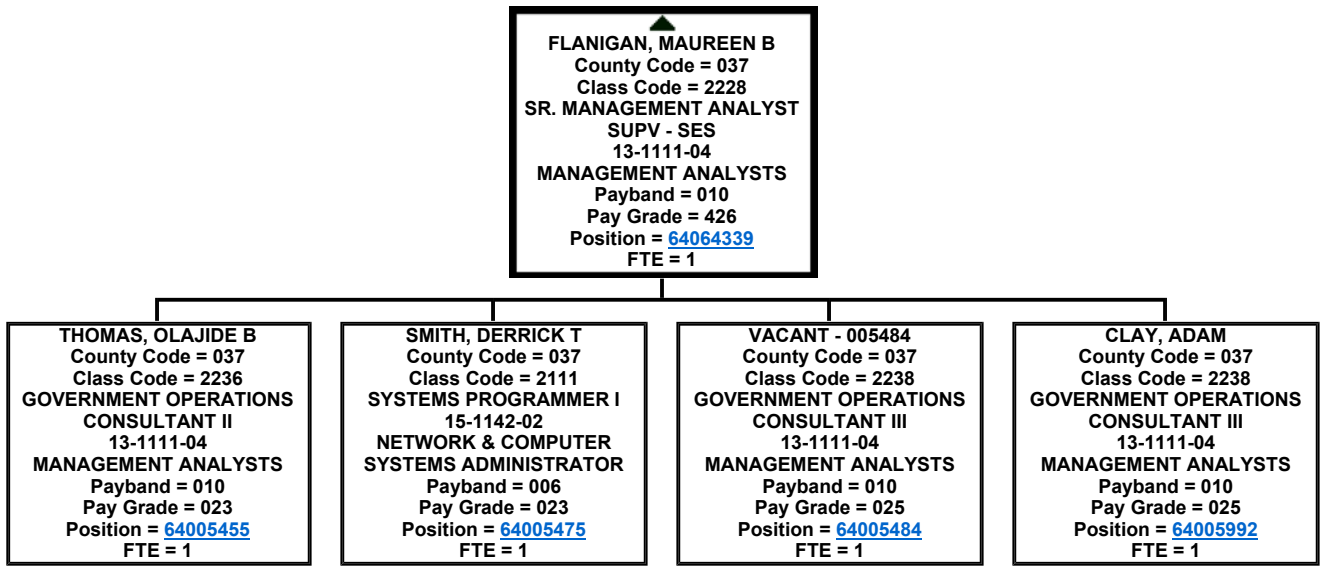 FLANIGAN, MAUREEN B
County Code = 037
Class Code = 2228
SR. MANAGEMENT ANALYST
SUPV - SES
13-1111-04
MANAGEMENT ANALYSTS
Payband = 010
Pay Grade = 426
Position = 64064339
FTE = 1
THOMAS, OLAJIDE B
County Code = 037
Class Code = 2236
GOVERNMENT OPERATIONS
CONSULTANT II
13-1111-04
MANAGEMENT ANALYSTS
Payband = 010
Pay Grade = 023
Position = 64005455
FTE = 1
SMITH, DERRICK T
County Code = 037
Class Code = 2111
SYSTEMS PROGRAMMER I
15-1142-02
NETWORK & COMPUTER
SYSTEMS ADMINISTRATOR
Payband = 006
Pay Grade = 023
Position = 64005475
FTE = 1
VACANT - 005484
County Code = 037
Class Code = 2238
GOVERNMENT OPERATIONS
CONSULTANT III
13-1111-04
MANAGEMENT ANALYSTS
Payband = 010
Pay Grade = 025
Position = 64005484
FTE = 1
CLAY, ADAM
County Code = 037
Class Code = 2238
GOVERNMENT OPERATIONS
CONSULTANT III
13-1111-04
MANAGEMENT ANALYSTS
Payband = 010
Pay Grade = 025
Position = 64005992
FTE = 1